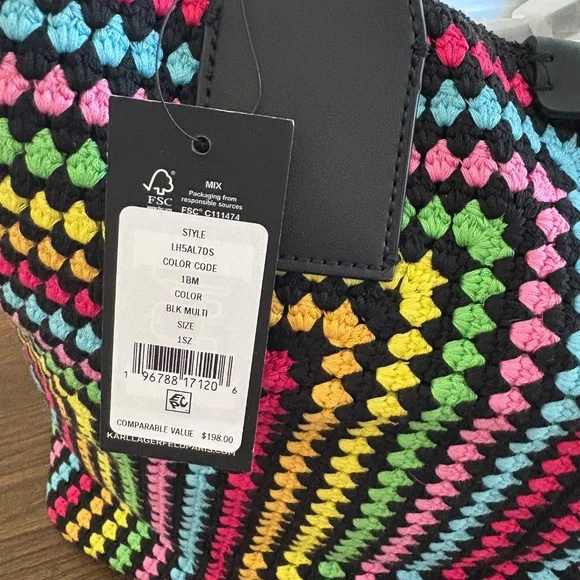 MIX
Packaging from
responsible sources
FSC® C111474
FSC
STYLE
LH5AL7DS
COLOR CODE
1BM
COLOR
BLK MULTI
SIZE
1SZ
1 96788 17120 6
COMPARABLE VALUE $198.00
KARLLAGERFELDPARIS.COM